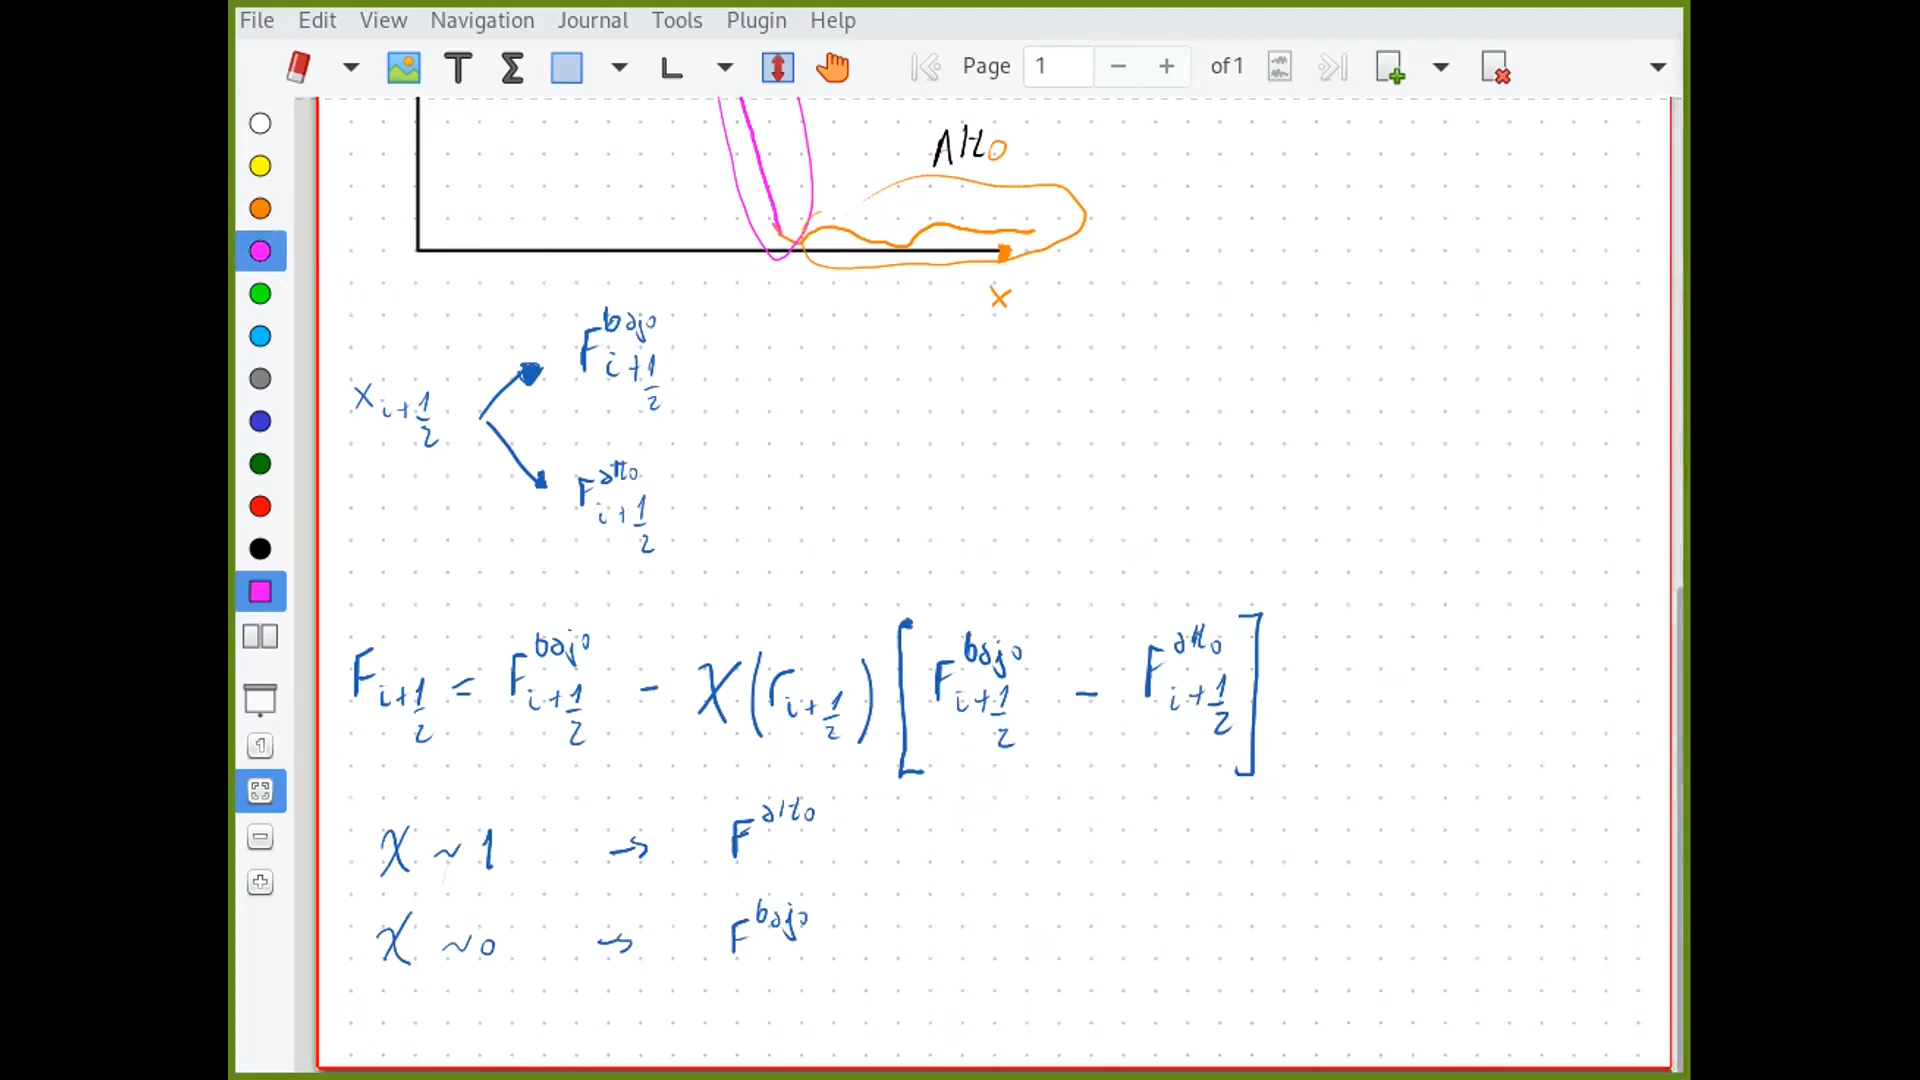 File Edit View Navigation Journal Tools Plugin Help
Page 1 of 1
Alto
x
x_{i+1/2}
F^{bajo}_{i+1/2}
F^{alto}_{i+1/2}
F_{i+1/2} = F^{bajo}_{i+1/2} - χ(r_{i+1/2}) [F^{bajo}_{i+1/2} - F^{alto}_{i+1/2}]
χ ~ 1 → F^{alto}
χ ~ 0 → F^{bajo}